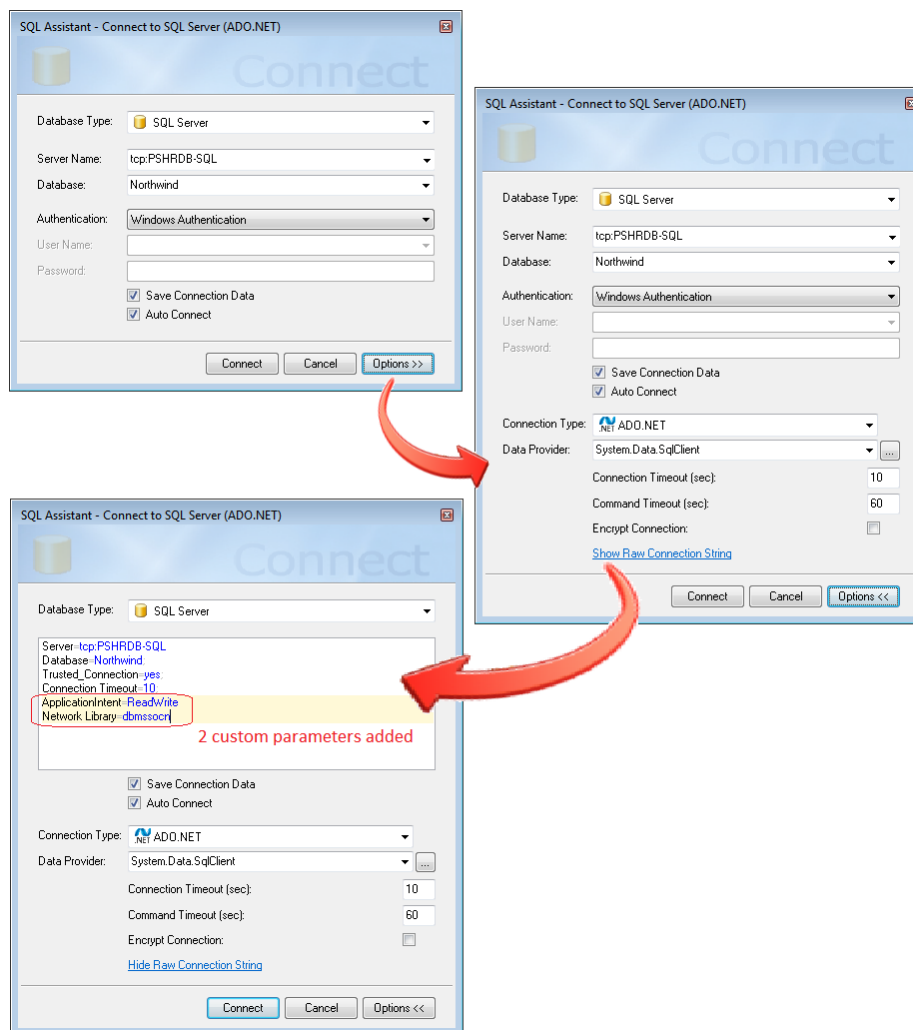 SQL Assistant - Connect to SQL Server (ADO.NET)
Connect
Database Type: SQL Server
Server Name: tcp:PSHRDB-SQL
Database: Northwind
Authentication: Windows Authentication
User Name:
Password:
Save Connection Data
Auto Connect
Connect Cancel Options >>
SQL Assistant - Connect to SQL Server (ADO.NET)
Connect
Database Type: SQL Server
Server Name: tcp:PSHRDB-SQL
Database: Northwind
Authentication: Windows Authentication
User Name:
Password:
Save Connection Data
Auto Connect
Connection Type: .NET ADO.NET
Data Provider: System.Data.SqlClient ...
Connection Timeout (sec): 10
Command Timeout (sec): 60
Encrypt Connection:
Show Raw Connection String
Connect Cancel Options <<
SQL Assistant - Connect to SQL Server (ADO.NET)
Connect
Database Type: SQL Server
Server=tcp:PSHRDB-SQL
Database=Northwind;
Trusted_Connection=yes;
Connection Timeout=10;
ApplicationIntent=ReadWrite
Network Library=dbmssocn
2 custom parameters added
Save Connection Data
Auto Connect
Connection Type: .NET ADO.NET
Data Provider: System.Data.SqlClient ...
Connection Timeout (sec): 10
Command Timeout (sec): 60
Encrypt Connection:
Hide Raw Connection String
Connect Cancel Options <<